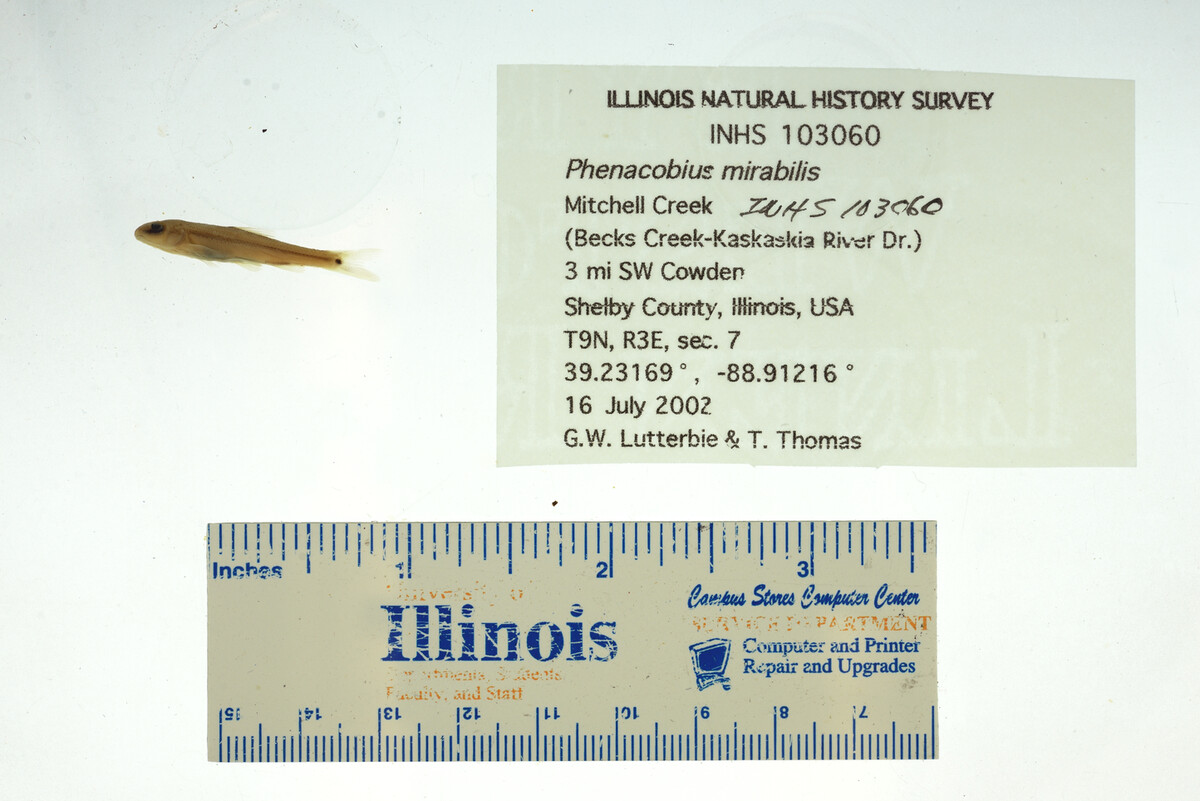 ILLINOIS NATURAL HISTORY SURVEY
INHS 103060
Phenacobius mirabilis
Mitchell Creek INHS 103060
(Becks Creek-Kaskaskia River Dr.)
3 mi SW Cowden
Shelby County, Illinois, USA
T9N, R3E, sec. 7
39.23169°, -88.91216°
16 July 2002
G.W. Lutterbie & T. Thomas
Inches 1 2 3
Campus Stores Computer Center
Illinois
Computer and Printer
Repair and Upgrades
Faculty, and Staff
15 14 13 12 11 10 9 8 7